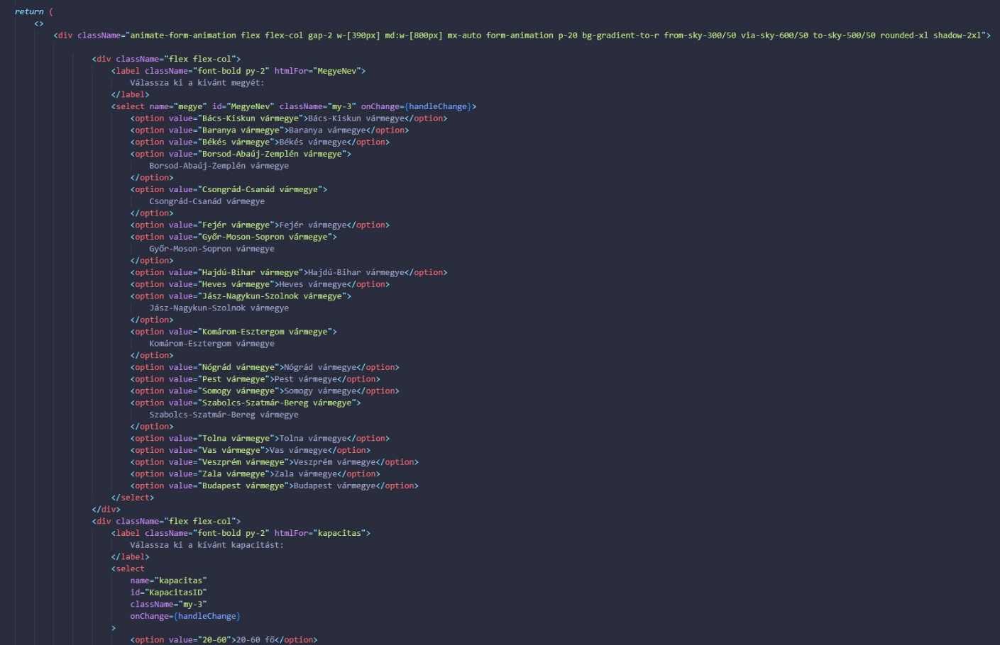 return (
<>
<div className="animate-form-animation flex flex-col gap-2 w-[390px] md:w-[800px] mx-auto form-animation p-20 bg-gradient-to-r from-sky-300/50 via-sky-600/50 to-sky-500/50 rounded-xl shadow-2xl">
<div className="flex flex-col">
<label className="font-bold py-2" htmlFor="MegyeNev">
Válassza ki a kivánt megyét:
</label>
<select name="megye" id="MegyeNev" className="my-3" onChange={handleChange}>
<option value="Bács-Kiskun vármegye">Bács-Kiskun vármegye</option>
<option value="Baranya vármegye">Baranya vármegye</option>
<option value="Békés vármegye">Békés vármegye</option>
<option value="Borsod-Abaúj-Zemplén vármegye">
Borsod-Abaúj-Zemplén vármegye
</option>
<option value="Csongrád-Csanád vármegye">
Csongrád-Csanád vármegye
</option>
<option value="Fejér vármegye">Fejér vármegye</option>
<option value="Győr-Moson-Sopron vármegye">
Győr-Moson-Sopron vármegye
</option>
<option value="Hajdú-Bihar vármegye">Hajdú-Bihar vármegye</option>
<option value="Heves vármegye">Heves vármegye</option>
<option value="Jász-Nagykun-Szolnok vármegye">
Jász-Nagykun-Szolnok vármegye
</option>
<option value="Komárom-Esztergom vármegye">
Komárom-Esztergom vármegye
</option>
<option value="Nógrád vármegye">Nógrád vármegye</option>
<option value="Pest vármegye">Pest vármegye</option>
<option value="Somogy vármegye">Somogy vármegye</option>
<option value="Szabolcs-Szatmár-Bereg vármegye">
Szabolcs-Szatmár-Bereg vármegye
</option>
<option value="Tolna vármegye">Tolna vármegye</option>
<option value="Vas vármegye">Vas vármegye</option>
<option value="Veszprém vármegye">Veszprém vármegye</option>
<option value="Zala vármegye">Zala vármegye</option>
<option value="Budapest vármegye">Budapest vármegye</option>
</select>
</div>
<div className="flex flex-col">
<label className="font-bold py-2" htmlFor="kapacitas">
Válassza ki a kívánt kapacitást:
</label>
<select
name="kapacitas"
id="KapacitasID"
className="my-3"
onChange={handleChange}
>
<option value="20-60">20-60 fő</option>